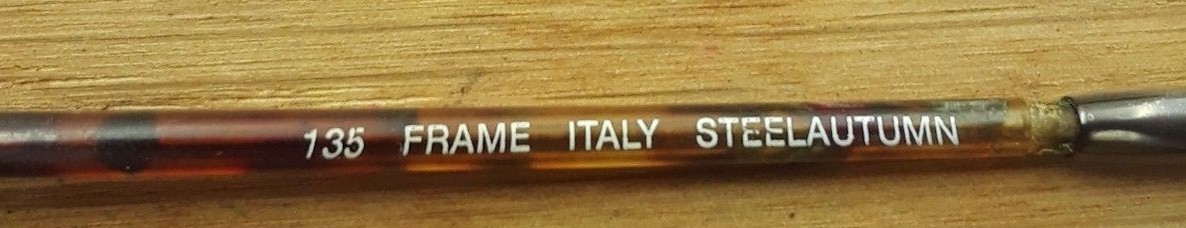 135 FRAME ITALY STEELAUTUMN